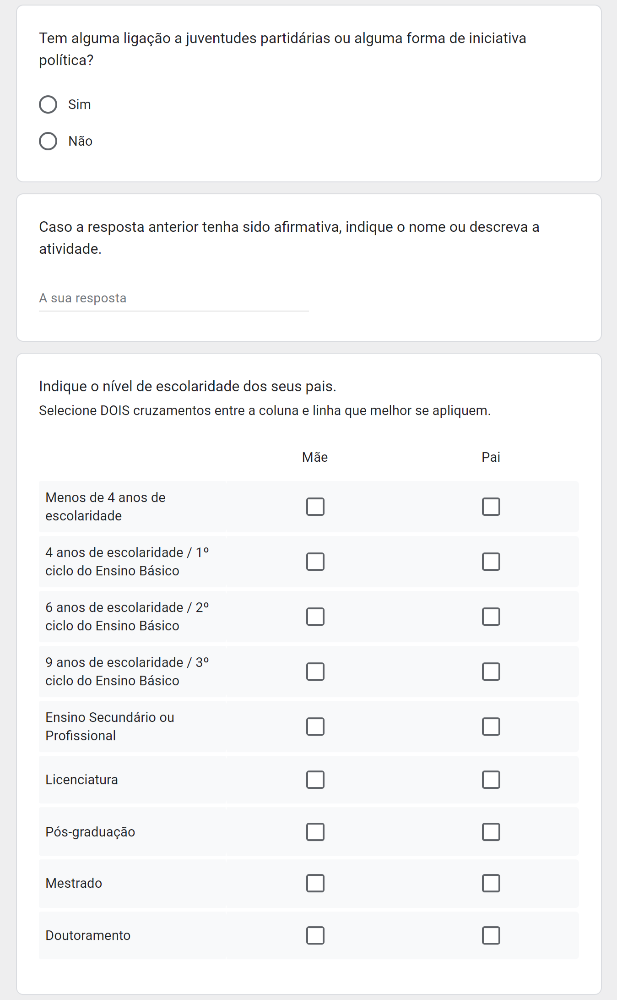 Tem alguma ligação a juventudes partidárias ou alguma forma de iniciativa
política?
Sim
Não
Caso a resposta anterior tenha sido afirmativa, indique o nome ou descreva a
atividade.
A sua resposta
Indique o nível de escolaridade dos seus pais.
Selecione DOIS cruzamentos entre a coluna e linha que melhor se apliquem.
Mãe Pai
Menos de 4 anos de
escolaridade
4 anos de escolaridade / 1º
ciclo do Ensino Básico
6 anos de escolaridade / 2º
ciclo do Ensino Básico
9 anos de escolaridade / 3º
ciclo do Ensino Básico
Ensino Secundário ou
Profissional
Licenciatura
Pós-graduação
Mestrado
Doutoramento